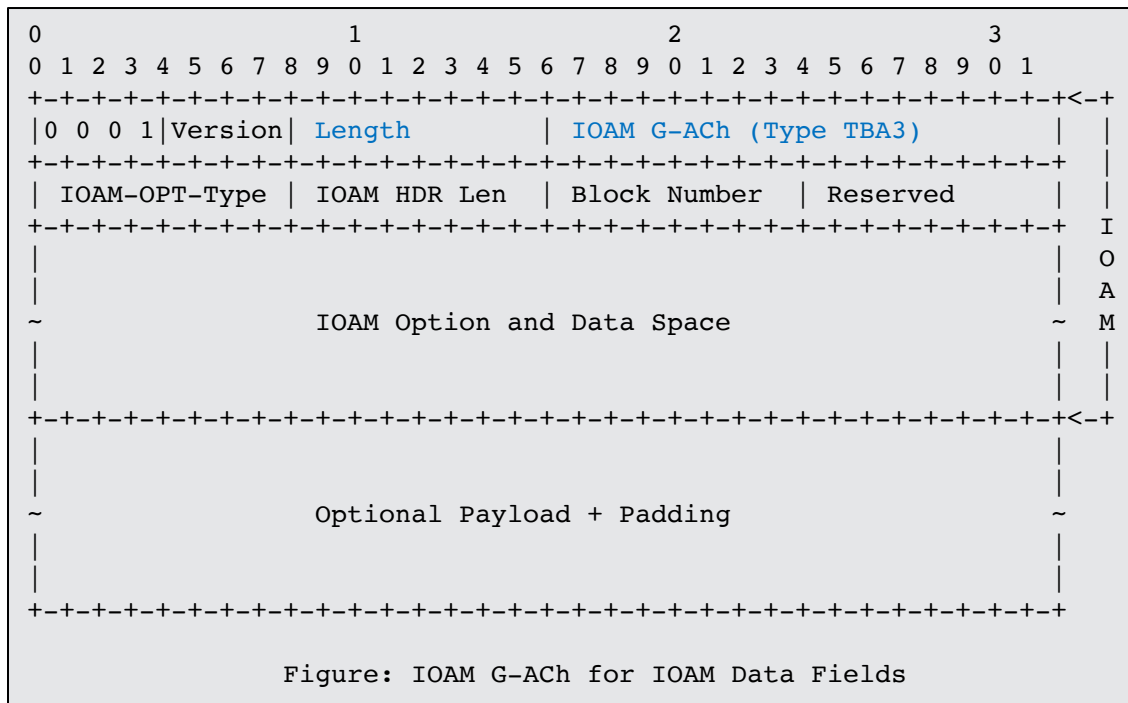 0                   1                   2                   3
0 1 2 3 4 5 6 7 8 9 0 1 2 3 4 5 6 7 8 9 0 1 2 3 4 5 6 7 8 9 0 1
+-+-+-+-+-+-+-+-+-+-+-+-+-+-+-+-+-+-+-+-+-+-+-+-+-+-+-+-+-+-+-+-+<-+
|0 0 0 1|Version| Length        | IOAM G-ACh (Type TBA3)        |  |
+-+-+-+-+-+-+-+-+-+-+-+-+-+-+-+-+-+-+-+-+-+-+-+-+-+-+-+-+-+-+-+-+  |
| IOAM-OPT-Type | IOAM HDR Len  | Block Number  | Reserved      |  |
+-+-+-+-+-+-+-+-+-+-+-+-+-+-+-+-+-+-+-+-+-+-+-+-+-+-+-+-+-+-+-+-+  I
|                                                               |  O
|                                                               |  A
~                 IOAM Option and Data Space                    ~  M
|                                                               |  |
|                                                               |  |
+-+-+-+-+-+-+-+-+-+-+-+-+-+-+-+-+-+-+-+-+-+-+-+-+-+-+-+-+-+-+-+-+<-+
|                                                               |
|                                                               |
~                 Optional Payload + Padding                    ~
|                                                               |
|                                                               |
+-+-+-+-+-+-+-+-+-+-+-+-+-+-+-+-+-+-+-+-+-+-+-+-+-+-+-+-+-+-+-+-+
Figure: IOAM G-ACh for IOAM Data Fields